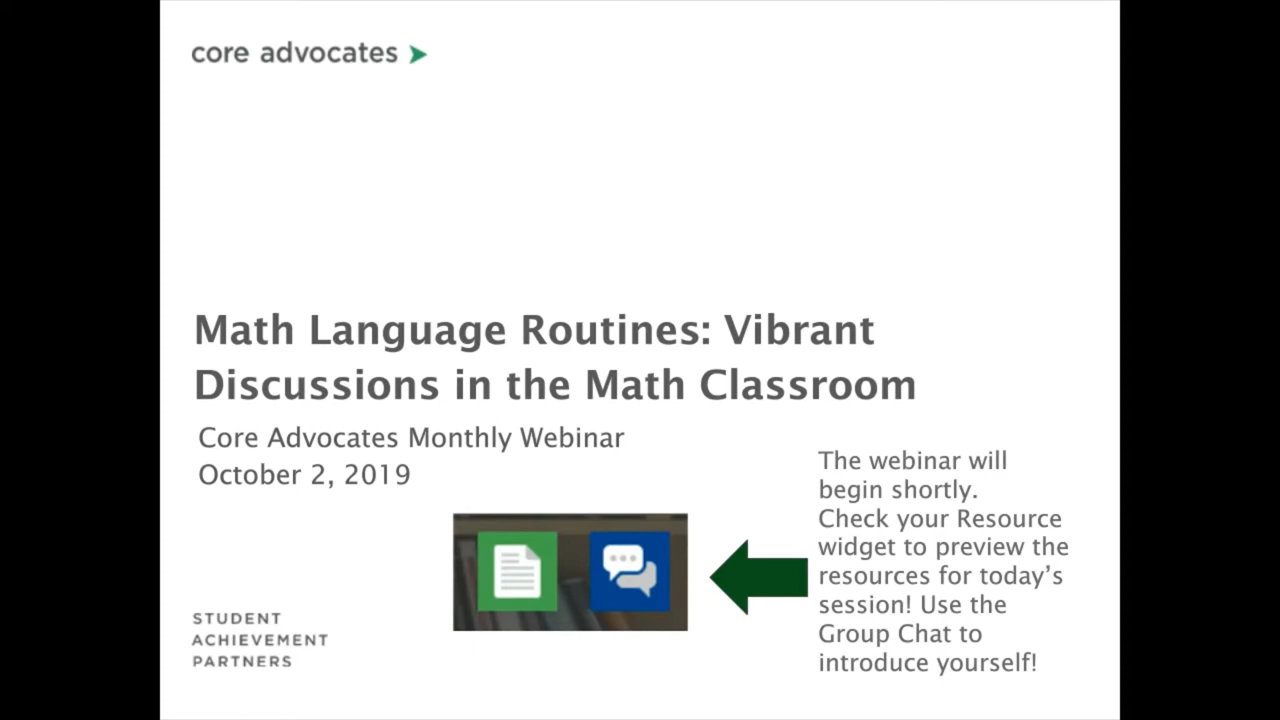 core advocates
Math Language Routines: Vibrant
Discussions in the Math Classroom
Core Advocates Monthly Webinar
October 2, 2019
The webinar will
begin shortly.
Check your Resource
widget to preview the
resources for today's
session! Use the
Group Chat to
introduce yourself!
STUDENT
ACHIEVEMENT
PARTNERS